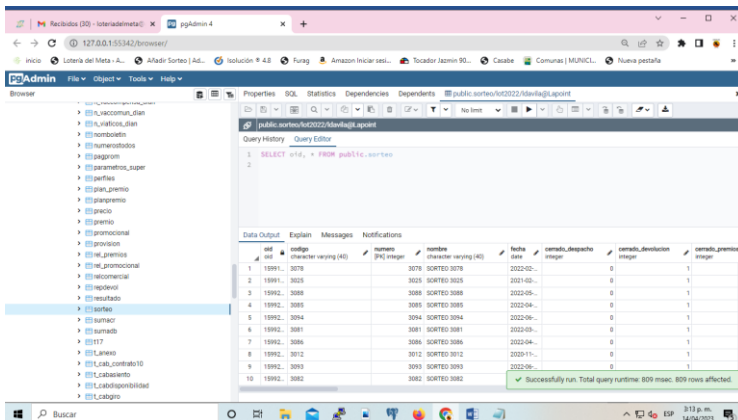 Recibidos (30) - loteriadelmeta@
pgAdmin 4
127.0.0.1:55342/browser/
inicio
Lotería del Meta - A...
Añadir Sorteo | Ad...
Isolución ® 4.8
Furag
Amazon Iniciar sesi...
Tocador Jazmin 90...
Casabe
Comunas | MUNICI...
Nueva pestaña
pgAdmin File Object Tools Help
Browser
Properties SQL Statistics Dependencies Dependents public.sorteo/lot2022/ldavila@Lapoint
n_vaccomun_dian
n_viaticos_dian
nomboletin
numerostodos
pagprom
parametros_super
perfiles
plan_premio
planpremio
precio
premio
promocional
provision
rel_premios
rel_promocional
relcomercial
repdevol
resultado
sorteo
sumacr
sumadb
t17
t_anexo
t_cab_contrato10
t_cabasiento
t_cabdisponibilidad
t_cabgiro
No limit
public.sorteo/lot2022/ldavila@Lapoint
Query History Query Editor
1 SELECT oid, * FROM public.sorteo
2
Data Output Explain Messages Notifications
oid codigo numero nombre fecha cerrado_despacho cerrado_devolucion cerrado_premios
oid character varying (40) [PK] integer character varying (40) date integer integer integer
1 15991... 3078 3078 SORTEO 3078 2022-02-... 0 1
2 15991... 3025 3025 SORTEO 3025 2021-02-... 0 1
3 15992... 3088 3088 SORTEO 3088 2022-05-... 0 1
4 15992... 3085 3085 SORTEO 3085 2022-04-... 0 1
5 15992... 3094 3094 SORTEO 3094 2022-06-... 0 1
6 15992... 3081 3081 SORTEO 3081 2022-03-... 0 1
7 15992... 3086 3086 SORTEO 3086 2022-04-... 0 1
8 15992... 3012 3012 SORTEO 3012 2020-11-... 0 1
9 15992... 3093 3093 SORTEO 3093 2022-06-... 0 1
10 15992... 3082 3082 SORTEO 3082
Successfully run. Total query runtime: 809 msec. 809 rows affected.
Buscar
ESP
3:13 p. m.
14/04/2023